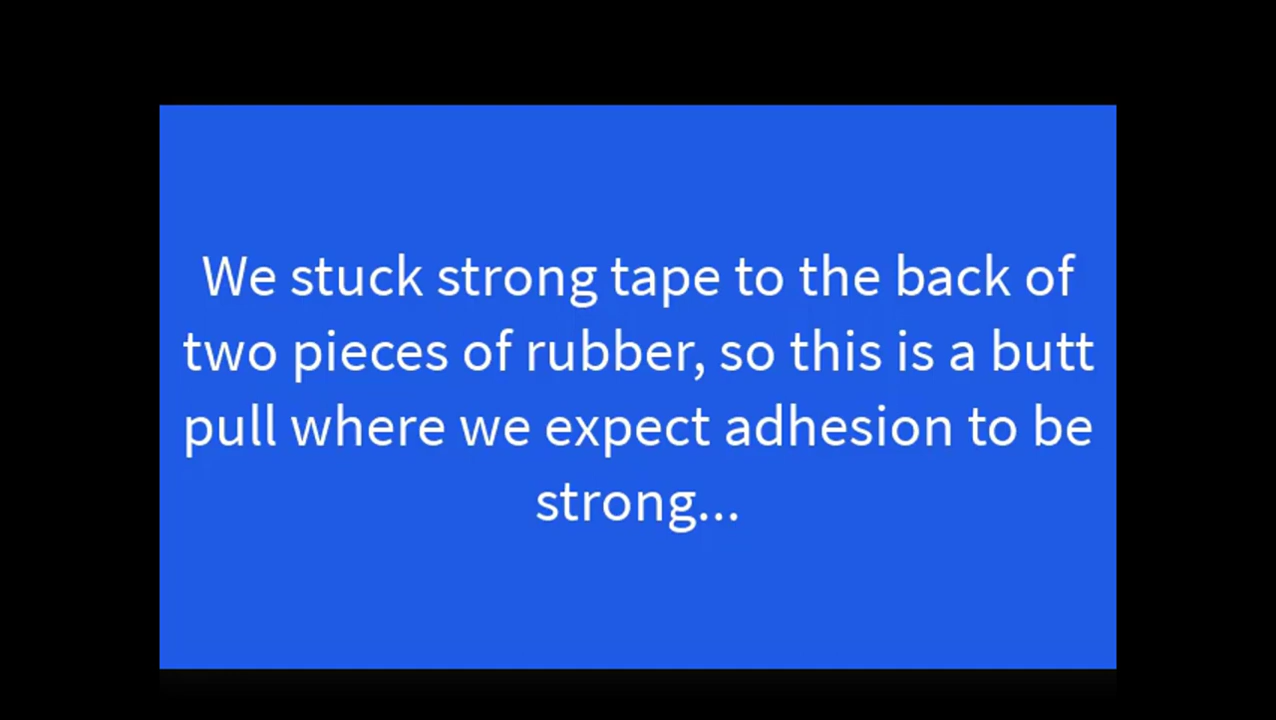 We stuck strong tape to the back of
two pieces of rubber, so this is a butt
pull where we expect adhesion to be
strong...